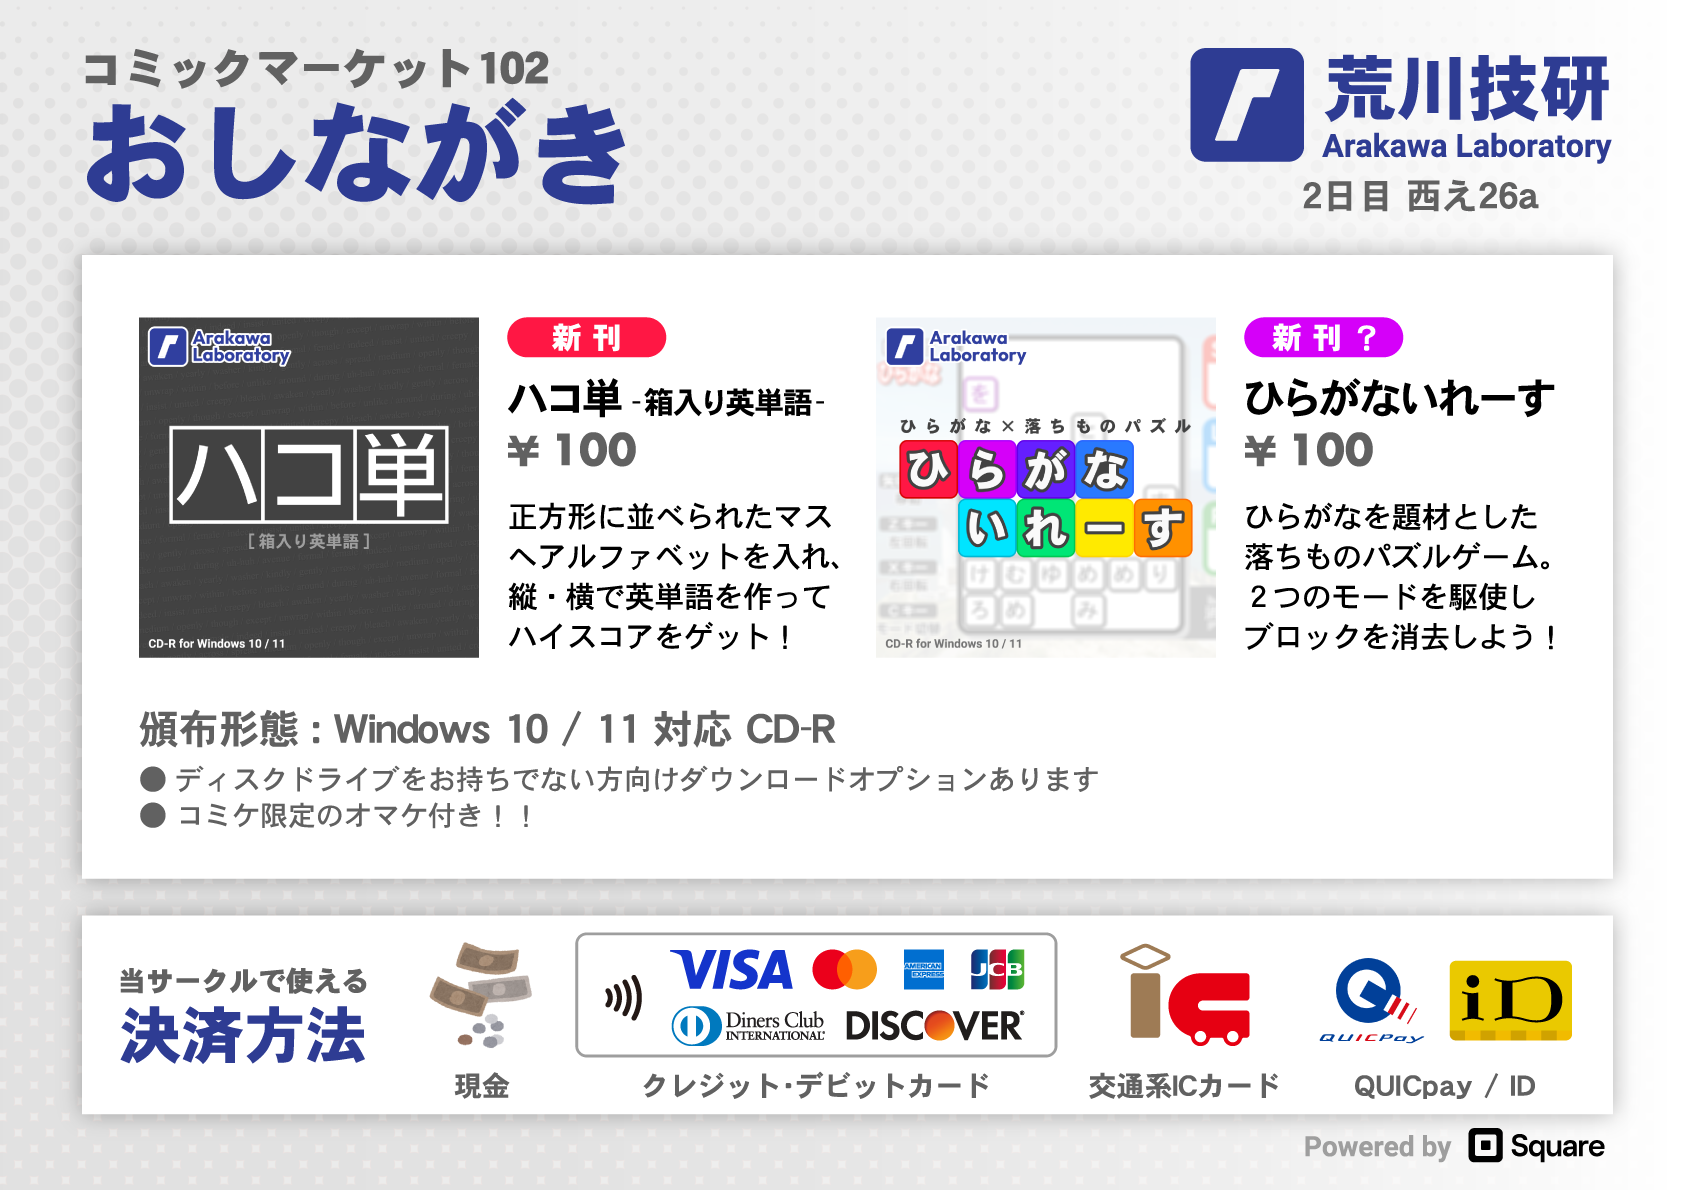 コミックマーケット102
おしながき
荒川技研
Arakawa Laboratory
2日目 西え26a
Arakawa
Laboratory
ハコ単
[ 箱入り英単語 ]
CD-R for Windows 10 / 11
新刊
ハコ単 -箱入り英単語-
¥ 100
正方形に並べられたマス
へアルファベットを入れ、
縦・横で英単語を作って
ハイスコアをゲット！
Arakawa
Laboratory
を
ひらがな×落ちものパズル
ひらがな
いれーす
けむゆめめり
ろめ み
CD-R for Windows 10 / 11
新刊？
ひらがないれーす
¥ 100
ひらがなを題材とした
落ちものパズルゲーム。
２つのモードを駆使し
ブロックを消去しよう！
頒布形態 : Windows 10 / 11 対応 CD-R
● ディスクドライブをお持ちでない方向けダウンロードオプションあります
● コミケ限定のオマケ付き！！
当サークルで使える
決済方法
現金
VISA
AMERICAN EXPRESS
JCB
Diners Club
INTERNATIONAL
DISCOVER
クレジット・デビットカード
IC
交通系ICカード
QUICPay
iD
QUICpay / ID
Powered by Square